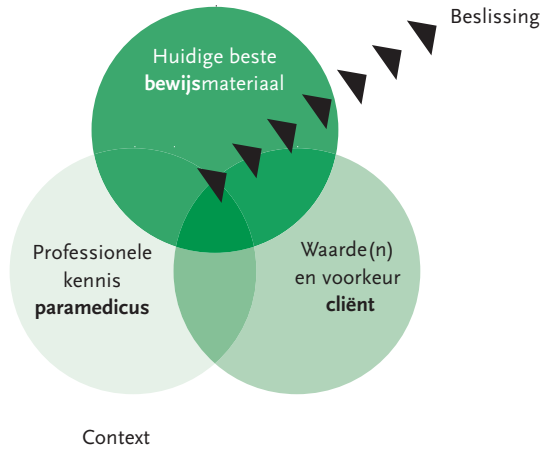 Beslissing
Huidige beste
bewijsmateriaal
Professionele
kennis
paramedicus
Waarde(n)
en voorkeur
cliënt
Context